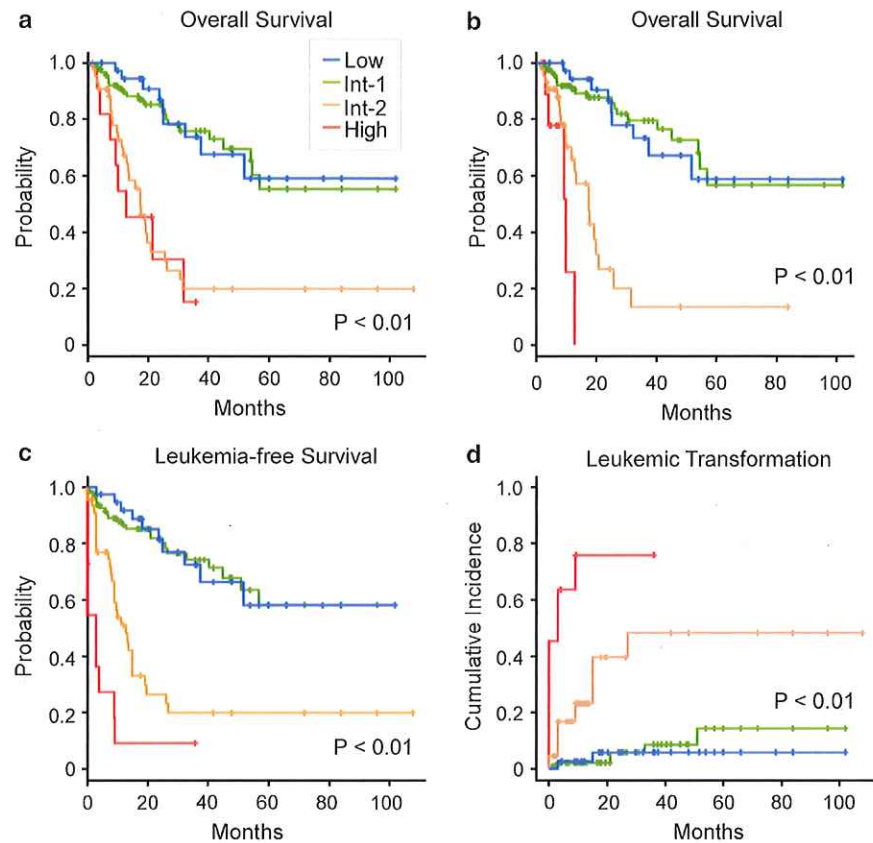 a Overall Survival
1.0
0.8
0.6
0.4
0.2
0
Probability
Low
Int-1
Int-2
High
P < 0.01
0 20 40 60 80 100
Months
b Overall Survival
1.0
0.8
0.6
0.4
0.2
0
Probability
P < 0.01
0 20 40 60 80 100
Months
c Leukemia-free Survival
1.0
0.8
0.6
0.4
0.2
0
Probability
P < 0.01
0 20 40 60 80 100
Months
d Leukemic Transformation
1.0
0.8
0.6
0.4
0.2
0
Cumulative Incidence
P < 0.01
0 20 40 60 80 100
Months